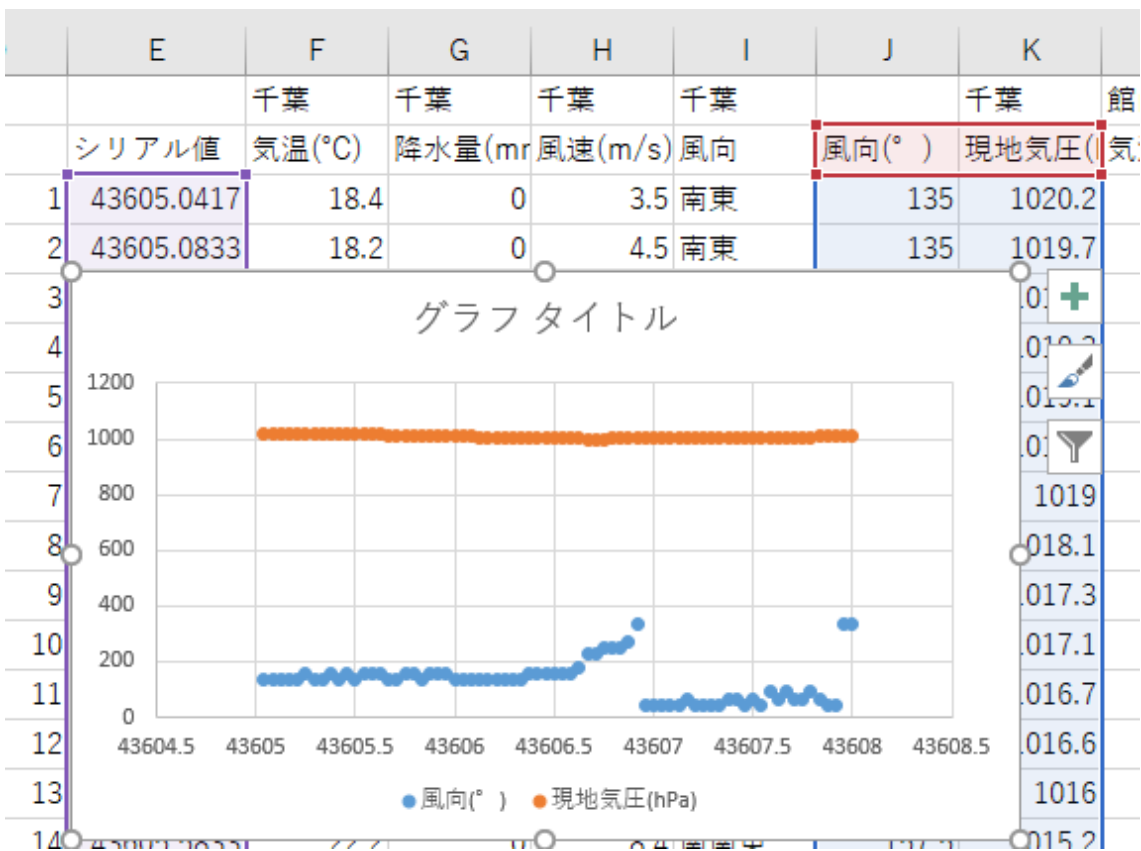 E F G H I J K
千葉 千葉 千葉 千葉 千葉 館
シリアル値 気温(°C) 降水量(mr 風速(m/s) 風向 風向(° ) 現地気圧(
1 43605.0417 18.4 0 3.5 南東 135 1020.2
2 43605.0833 18.2 0 4.5 南東 135 1019.7
3
4
5
6
7 1019
8 018.1
9 017.3
10 017.1
11 016.7
12 016.6
13 1016
14 015.2
グラフ タイトル
1200
1000
800
600
400
200
0
43604.5 43605 43605.5 43606 43606.5 43607 43607.5 43608 43608.5
風向(° ) 現地気圧(hPa)